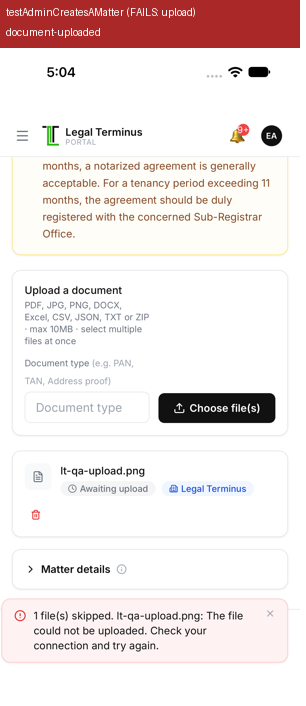 testAdminCreatesAMatter (FAILS: upload)
document-uploaded
5:04
Legal Terminus
PORTAL
9+
EA
months, a notarized agreement is generally
acceptable. For a tenancy period exceeding 11
months, the agreement should be duly
registered with the concerned Sub-Registrar
Office.
Upload a document
PDF, JPG, PNG, DOCX,
Excel, CSV, JSON, TXT or ZIP
· max 10MB · select multiple
files at once
Document type (e.g. PAN,
TAN, Address proof)
Document type
Choose file(s)
lt-qa-upload.png
Awaiting upload
Legal Terminus
Matter details
1 file(s) skipped. lt-qa-upload.png: The file
could not be uploaded. Check your
connection and try again.